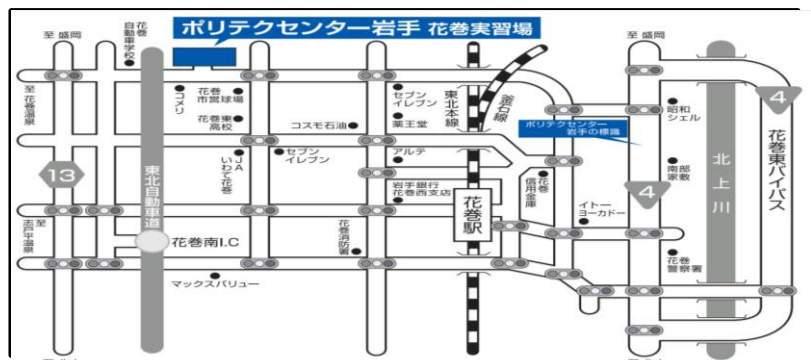 ポリテクセンター岩手 花巻実習場
至 盛岡
花巻
自動車学校
至 盛岡
至 花巻温泉
コメリ
花巻
市営球場
花巻東
高校
セブン
イレブン
薬王堂
コスモ石油
東北本線
釜石線
昭和
シェル
4
ポリテクセンター
岩手の標識
花巻東バイパス
13
東北自動車道
JA
いわて花巻
セブン
イレブン
アルテ
岩手銀行
花巻西支店
花巻駅
花巻
信用金庫
イトー
ヨーカドー
4
南部
家敷
北上川
至
志戸平温泉
花巻南I.C
花巻消防署
花巻
警察署
マックスバリュー